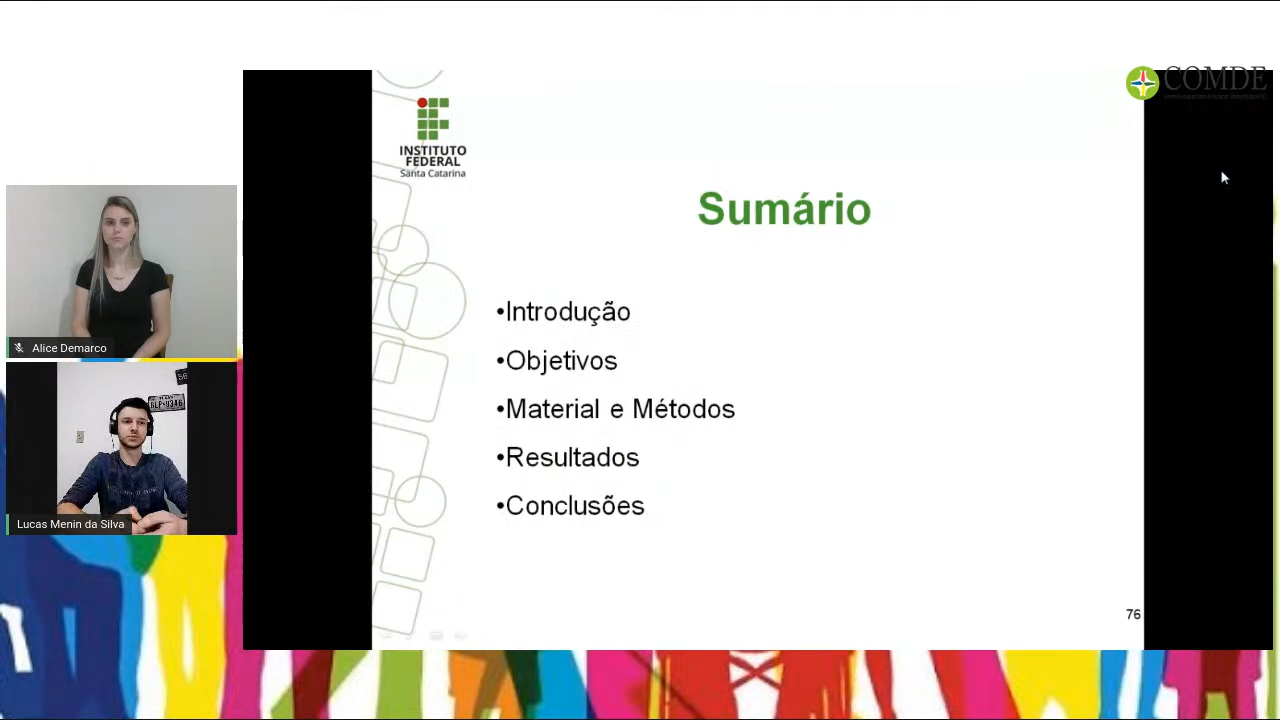 COMDE
INSTITUTO
FEDERAL
Santa Catarina
Sumário
•Introdução
•Objetivos
•Material e Métodos
•Resultados
•Conclusões
76
Alice Demarco
Lucas Menin da Silva